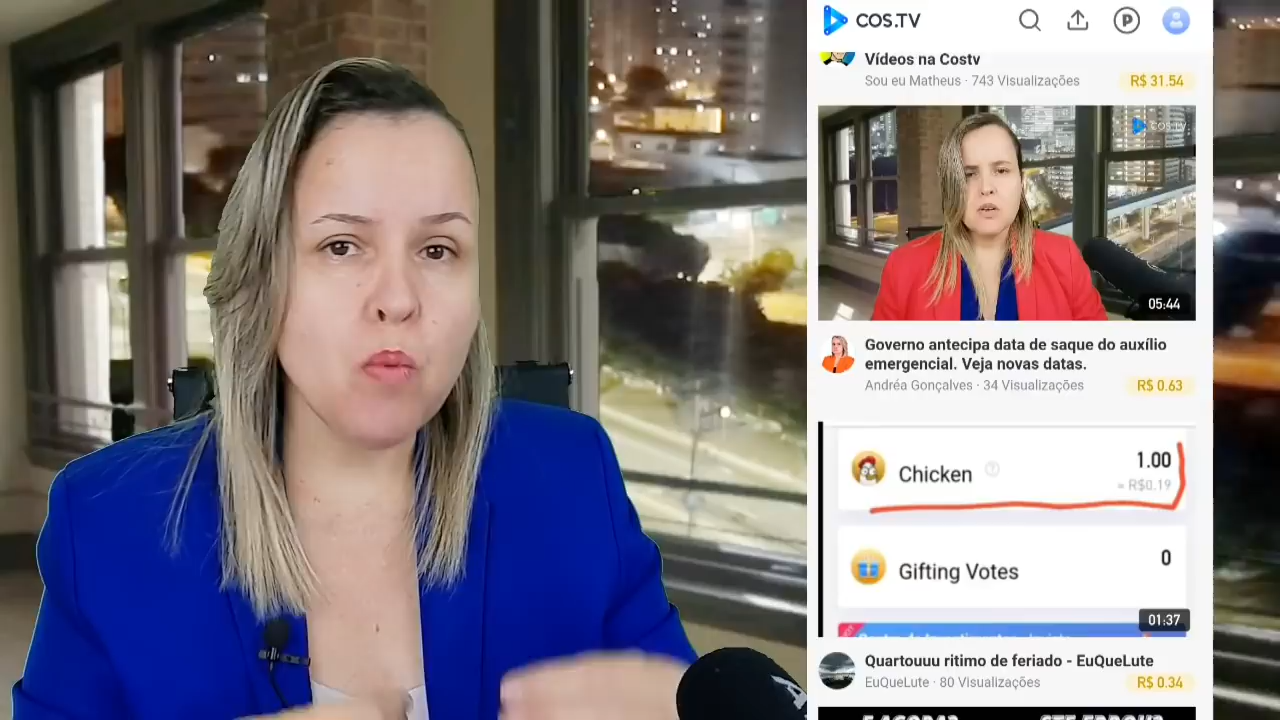 COS.TV
Vídeos na Costv
Sou eu Matheus · 743 Visualizações
R$ 31.54
COS.TV
05:44
Governo antecipa data de saque do auxílio
emergencial. Veja novas datas.
Andréa Gonçalves · 34 Visualizações
R$ 0.63
Chicken
1.00
≈ R$0.19
Gifting Votes
0
01:37
Quartouuu ritimo de feriado - EuQueLute
EuQueLute · 80 Visualizações
R$ 0.34